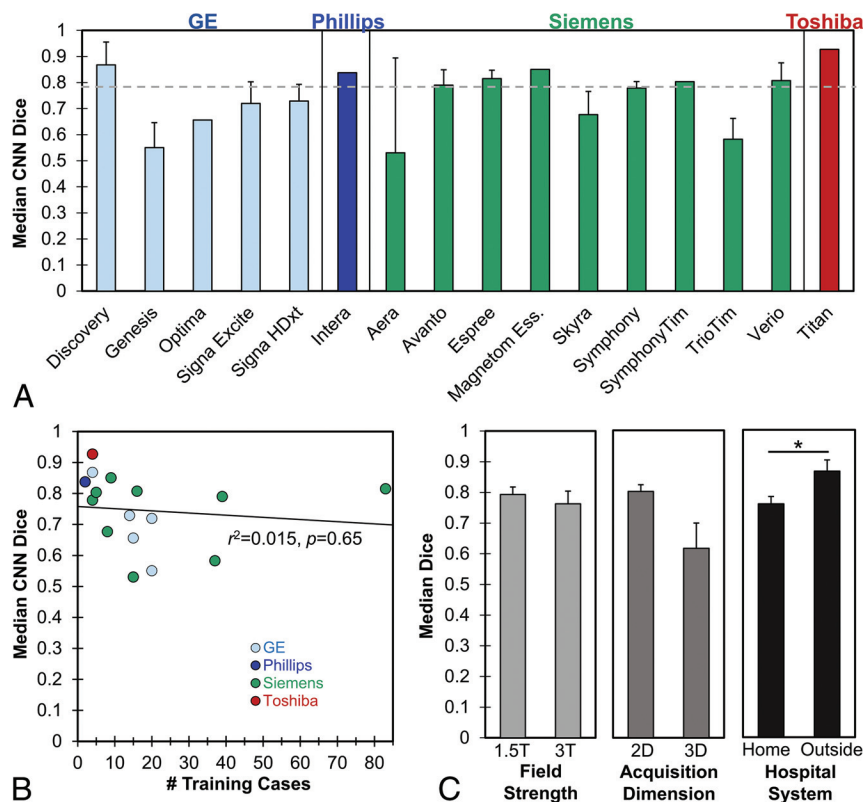 GE Phillips Siemens Toshiba
Median CNN Dice
1
0.9
0.8
0.7
0.6
0.5
0.4
0.3
0.2
0.1
0
Discovery
Genesis
Optima
Signa Excite
Signa HDxt
Intera
Aera
Avanto
Espree
Magnetom Ess.
Skyra
Symphony
SymphonyTim
TrioTim
Verio
Titan
A
Median CNN Dice
1
0.9
0.8
0.7
0.6
0.5
0.4
0.3
0.2
0.1
0
r²=0.015, p=0.65
GE
Phillips
Siemens
Toshiba
0 20 40 60 80
# Training Cases
B
Median Dice
1
0.9
0.8
0.7
0.6
0.5
0.4
0.3
0.2
0.1
0
*
1.5T 3T 2D 3D Home Outside
Field Acquisition Hospital
Strength Dimension System
C